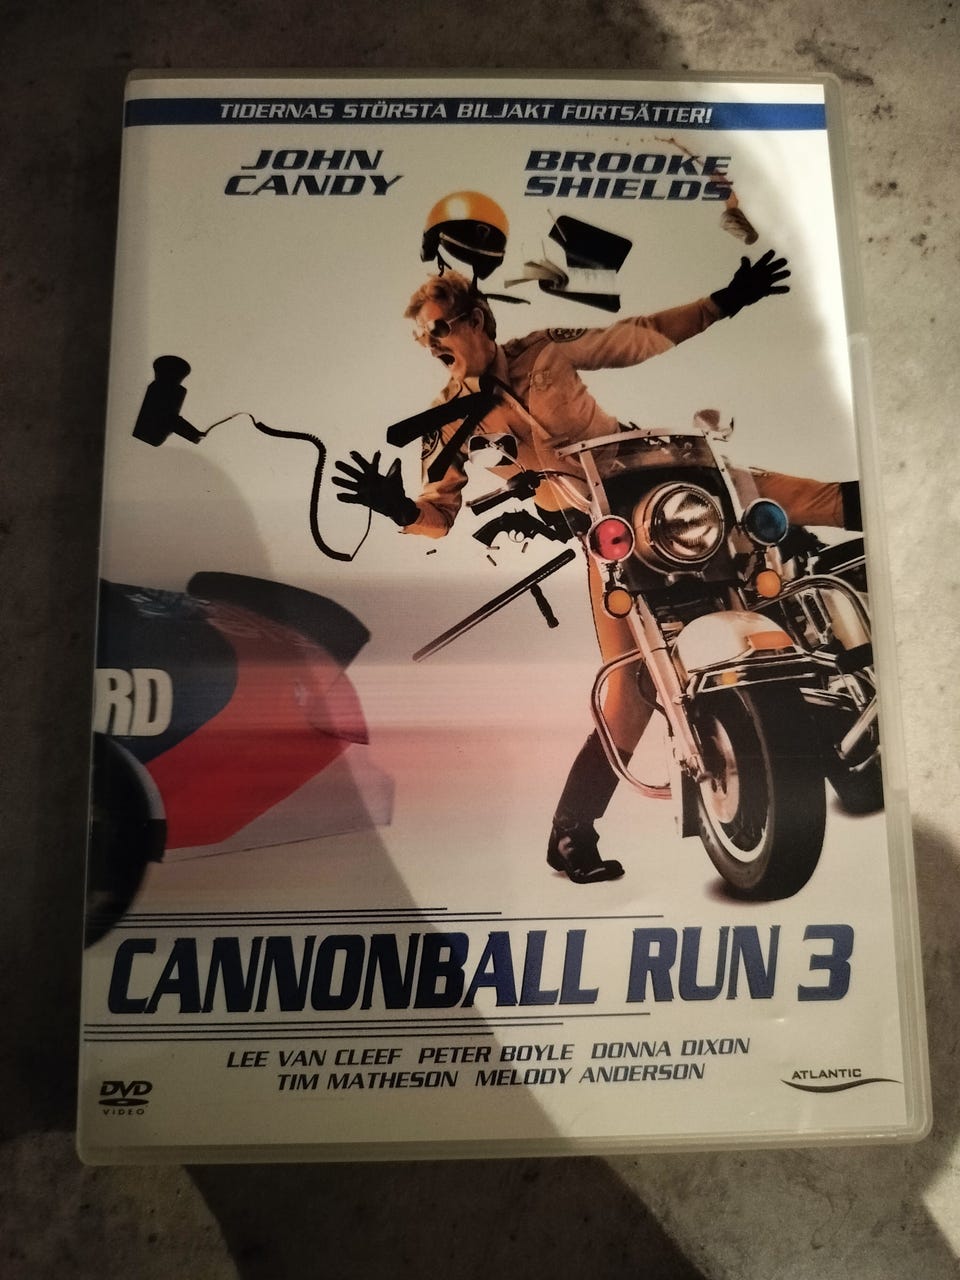 TIDERNAS STÖRSTA BILJAKT FORTSÄTTER!
JOHN CANDY
BROOKE SHIELDS
RD
CANNONBALL RUN 3
LEE VAN CLEEF PETER BOYLE DONNA DIXON
TIM MATHESON MELODY ANDERSON
DVD
VIDEO
ATLANTIC